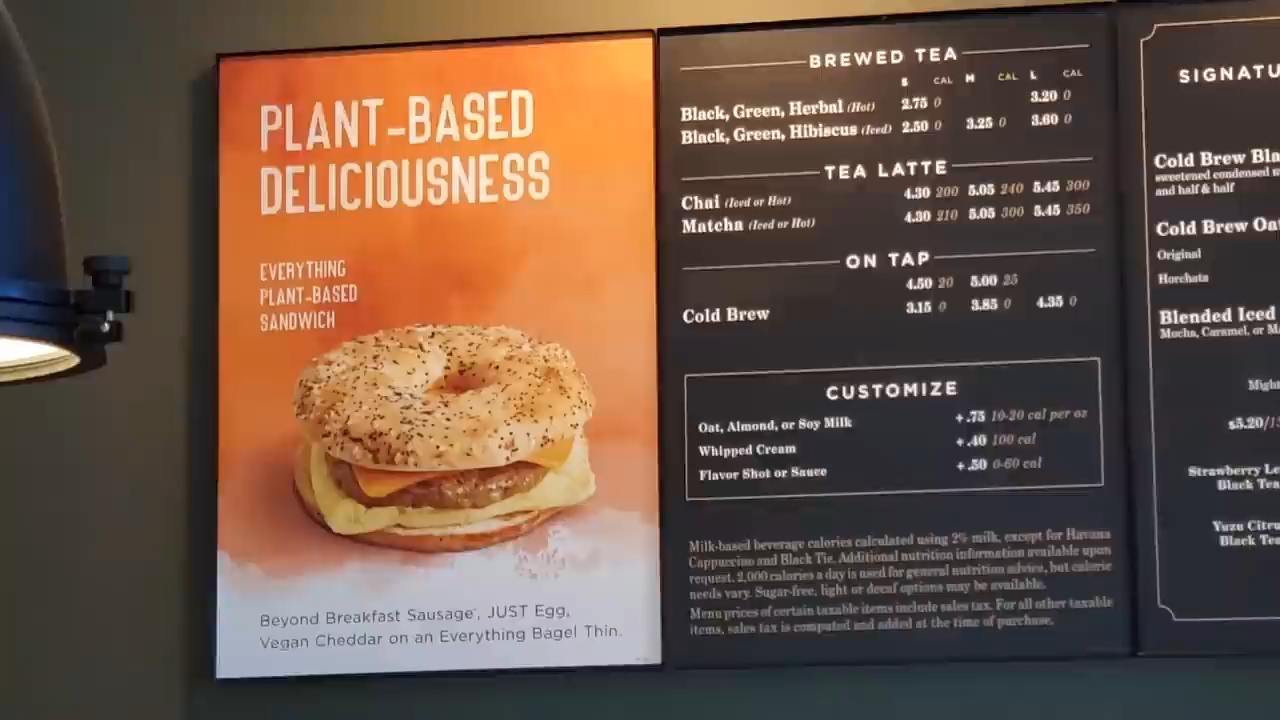 PLANT-BASED
DELICIOUSNESS
EVERYTHING
PLANT-BASED
SANDWICH
Beyond Breakfast Sausage, JUST Egg,
Vegan Cheddar on an Everything Bagel Thin.
BREWED TEA
S CAL M CAL L CAL
Black, Green, Herbal (Hot) 2.75 0 3.20 0
Black, Green, Hibiscus (Iced) 2.50 0 3.25 0 3.60 0
TEA LATTE
Chai (Iced or Hot) 4.30 200 5.05 240 5.45 300
Matcha (Iced or Hot) 4.30 210 5.05 300 5.45 350
ON TAP
4.50 20 5.00 25
Cold Brew 3.15 0 3.85 0 4.35 0
CUSTOMIZE
Oat, Almond, or Soy Milk +.75 10-20 cal per oz
Whipped Cream +.40 100 cal
Flavor Shot or Sauce +.50 0-60 cal
Milk-based beverage calories calculated using 2% milk, except for Havana
Cappuccino and Black Tie. Additional nutrition information available upon
request. 2,000 calories a day is used for general nutrition advice, but calorie
needs vary. Sugar-free, light or decaf options may be available.
Menu prices of certain taxable items include sales tax. For all other taxable
items, sales tax is computed and added at the time of purchase.
SIGNATU
Cold Brew Bla
sweetened condensed m
and half & half
Cold Brew Oa
Original
Horchata
Blended Iced
Mocha, Caramel, or M
Migh
$5.20/1
Strawberry Le
Black Tea
Yuzu Citru
Black Tea